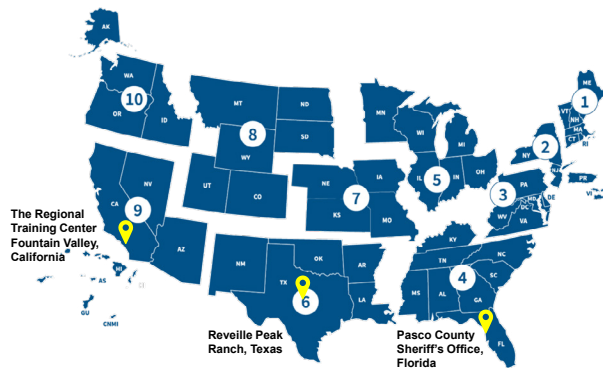 AK
WA
MT
ND
MN
ME
1
VT
NH
MA
CT
RI
10
OR
ID
8
SD
WI
MI
NY
2
WY
NE
IA
IL
5
IN
OH
PA
NJ
PR
VI
NV
UT
CO
7
3
MD
DE
DC
WV
VA
CA
9
KS
MO
KY
The Regional
Training Center
Fountain Valley,
California
AZ
NM
OK
AR
TN
NC
4
SC
HI
AS
TX
6
LA
MS
AL
GA
GU
CNMI
FL
Reveille Peak
Ranch, Texas
Pasco County
Sheriff's Office,
Florida